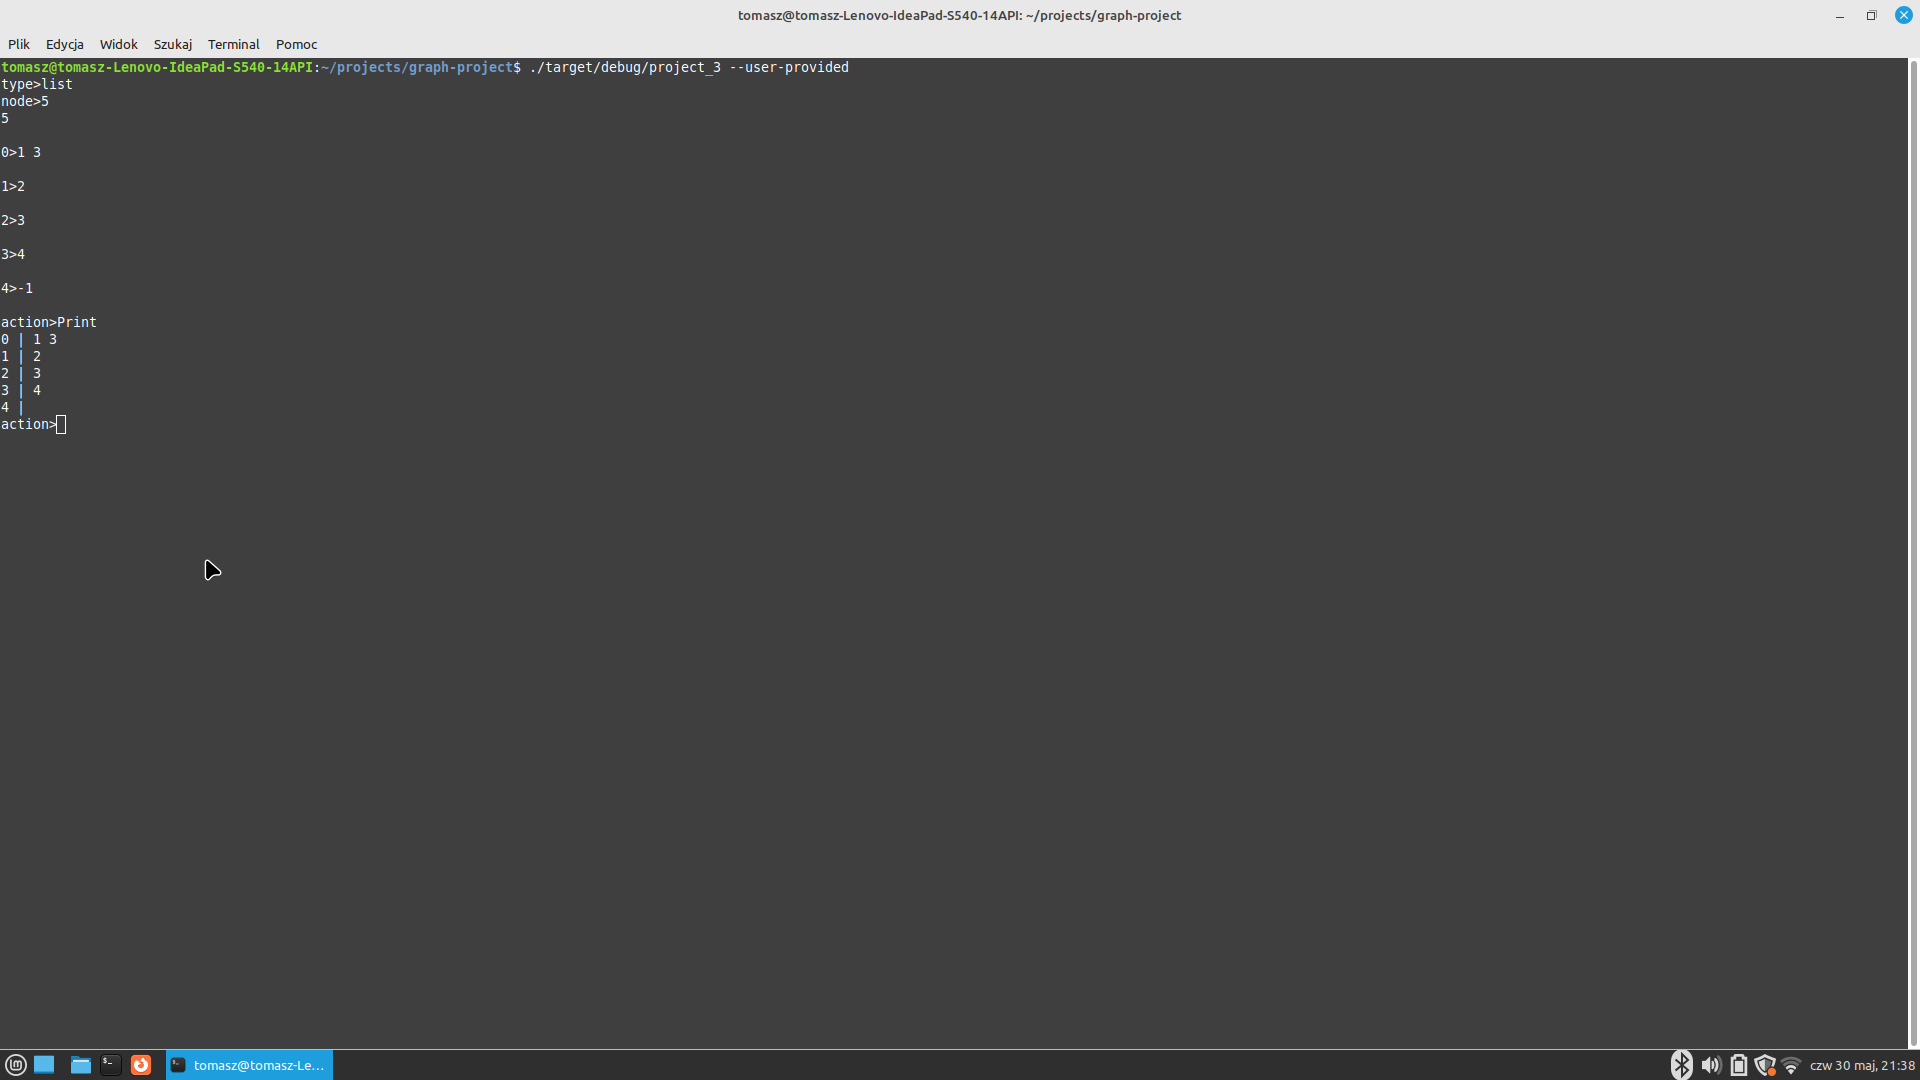 tomasz@tomasz-Lenovo-IdeaPad-S540-14API: ~/projects/graph-project
Plik Edycja Widok Szukaj Terminal Pomoc
tomasz@tomasz-Lenovo-IdeaPad-S540-14API:~/projects/graph-project$ ./target/debug/project_3 --user-provided
type>list
node>5
5
0>1 3
1>2
2>3
3>4
4>-1
action>Print
0 | 1 3
1 | 2
2 | 3
3 | 4
4 |
action>
tomasz@tomasz-Le...
czw 30 maj, 21:38